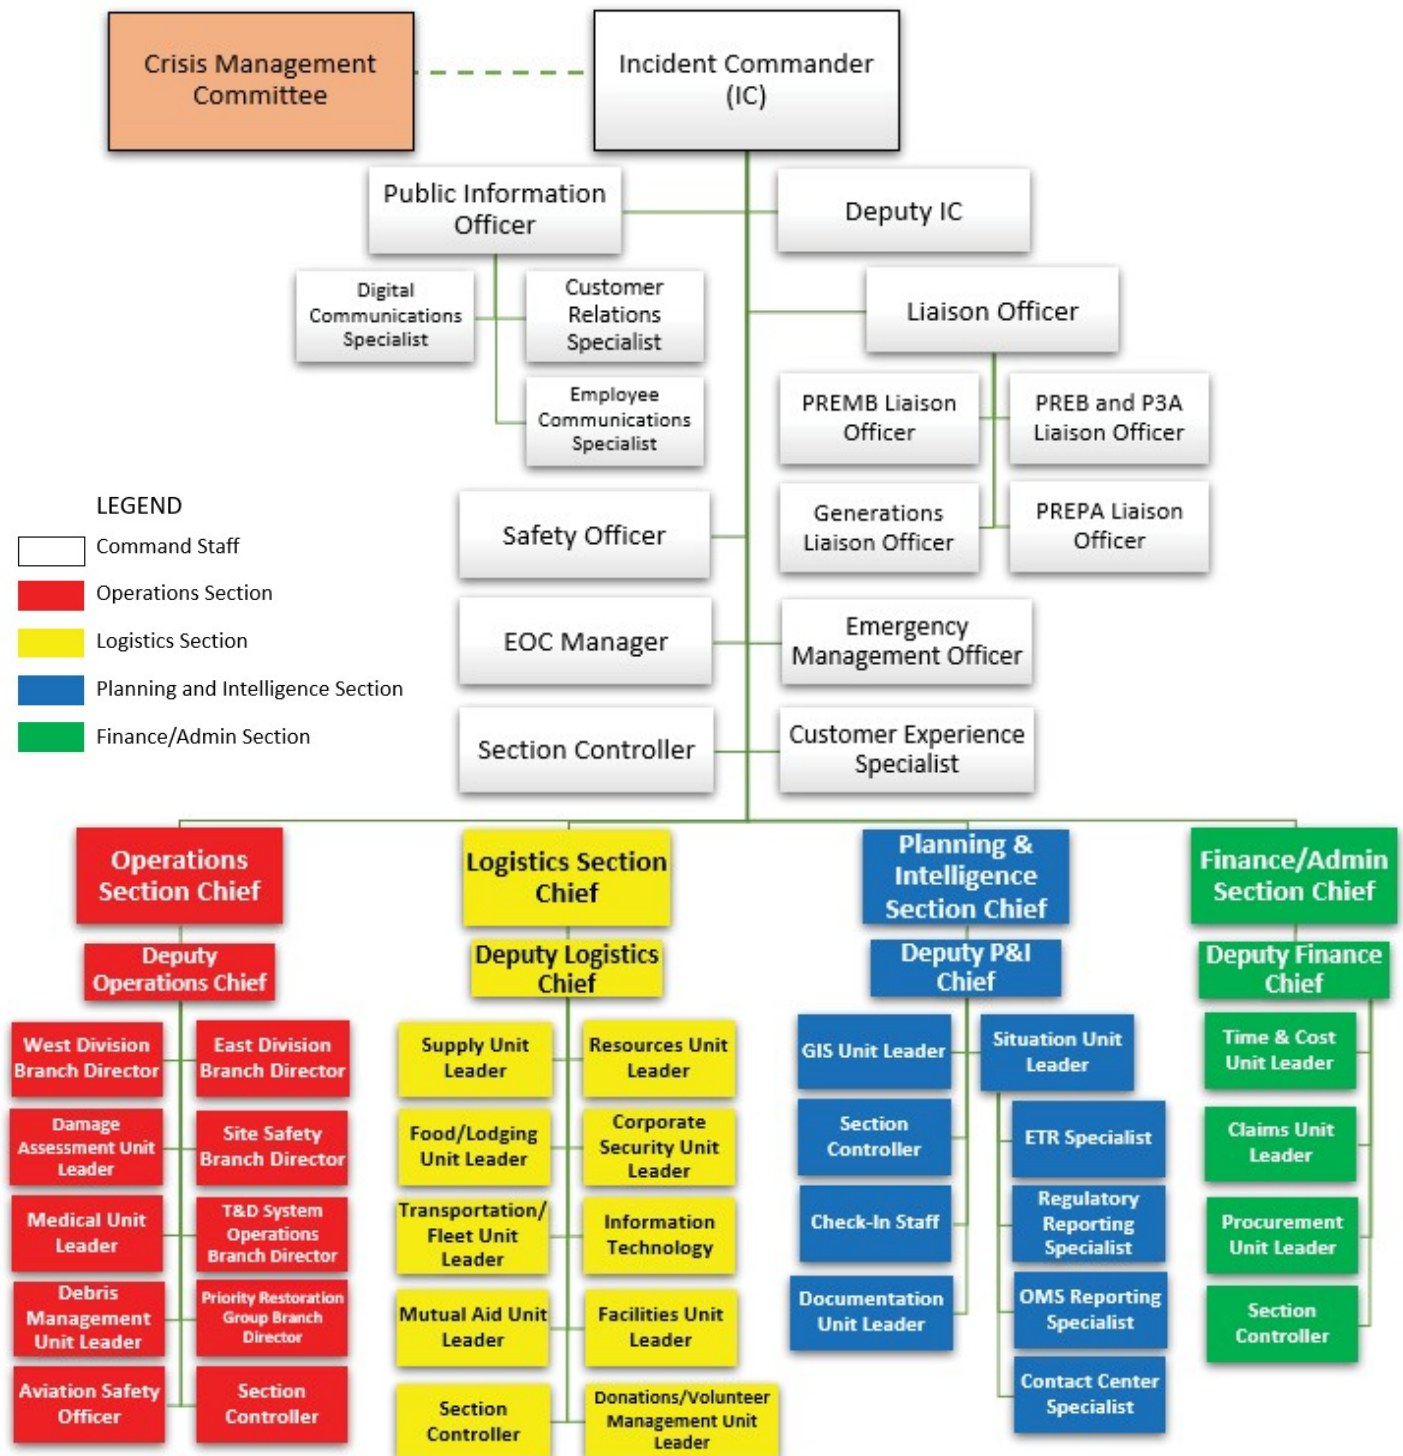 Crisis Management
Committee
Incident Commander
(IC)
Public Information
Officer
Deputy IC
Digital
Communications
Specialist
Customer
Relations
Specialist
Liaison Officer
Employee
Communications
Specialist
PREMB Liaison
Officer
PREB and P3A
Liaison Officer
Generations
Liaison Officer
PREPA Liaison
Officer
Safety Officer
EOC Manager
Emergency
Management Officer
Section Controller
Customer Experience
Specialist
LEGEND
Command Staff
Operations Section
Logistics Section
Planning and Intelligence Section
Finance/Admin Section
Operations
Section Chief
Deputy
Operations Chief
West Division
Branch Director
East Division
Branch Director
Damage
Assessment Unit
Leader
Site Safety
Branch Director
Medical Unit
Leader
T&D System
Operations
Branch Director
Debris
Management
Unit Leader
Priority Restoration
Group Branch
Director
Aviation Safety
Officer
Section
Controller
Logistics Section
Chief
Deputy Logistics
Chief
Supply Unit
Leader
Resources Unit
Leader
Food/Lodging
Unit Leader
Corporate
Security Unit
Leader
Transportation/
Fleet Unit
Leader
Information
Technology
Mutual Aid Unit
Leader
Facilities Unit
Leader
Section
Controller
Donations/Volunteer
Management Unit
Leader
Planning &
Intelligence
Section Chief
Deputy P&I
Chief
GIS Unit Leader
Situation Unit
Leader
Section
Controller
ETR Specialist
Check-In Staff
Regulatory
Reporting
Specialist
Documentation
Unit Leader
OMS Reporting
Specialist
Contact Center
Specialist
Finance/Admin
Section Chief
Deputy Finance
Chief
Time & Cost
Unit Leader
Claims Unit
Leader
Procurement
Unit Leader
Section
Controller